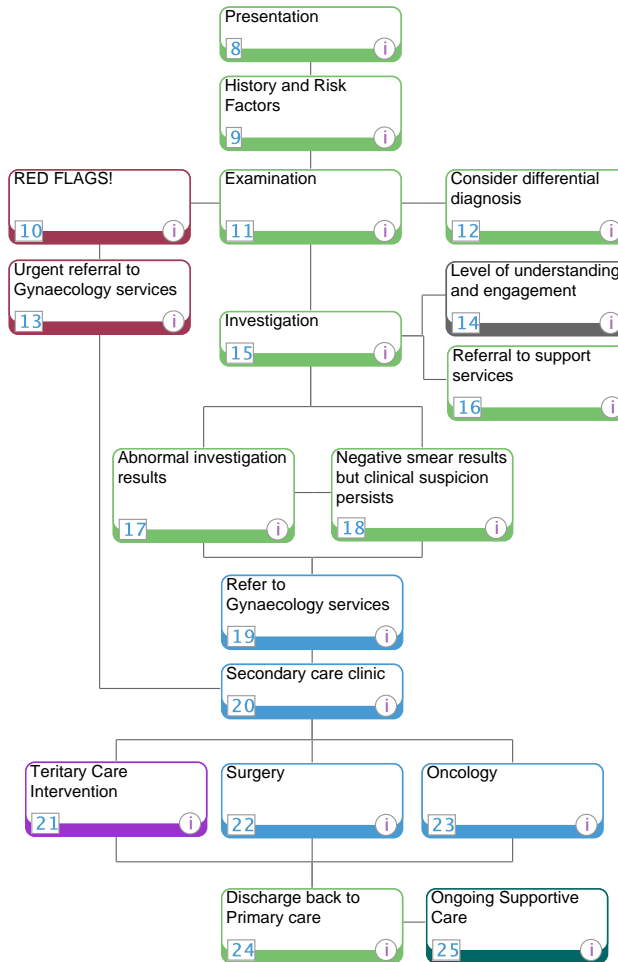 Presentation
8 i
History and Risk
Factors
9 i
RED FLAGS!
10 i
Examination
11 i
Consider differential
diagnosis
12 i
Urgent referral to
Gynaecology services
13 i
Level of understanding
and engagement
14 i
Investigation
15 i
Referral to support
services
16 i
Abnormal investigation
results
17 i
Negative smear results
but clinical suspicion
persists
18 i
Refer to
Gynaecology services
19 i
Secondary care clinic
20 i
Teritary Care
Intervention
21 i
Surgery
22 i
Oncology
23 i
Discharge back to
Primary care
24 i
Ongoing Supportive
Care
25 i